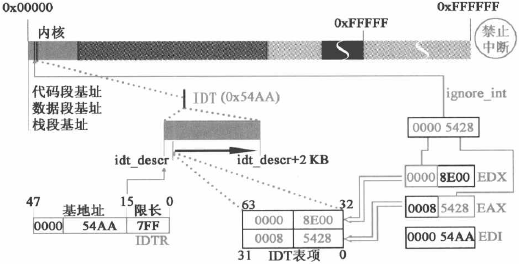 0x00000
0xFFFFF
0xFFFFFF
内核
禁止
中断
代码段基址
数据段基址
栈段基址
IDT (0x54AA)
ignore_int
0000 5428
idt_descr
idt_descr+2 KB
0000 8E00 EDX
47 15 0
基地址 限长
0008 5428 EAX
63 32
0000 54AA 7FF
IDTR
0000 8E00
0008 5428
0000 54AA EDI
31 IDT表项 0